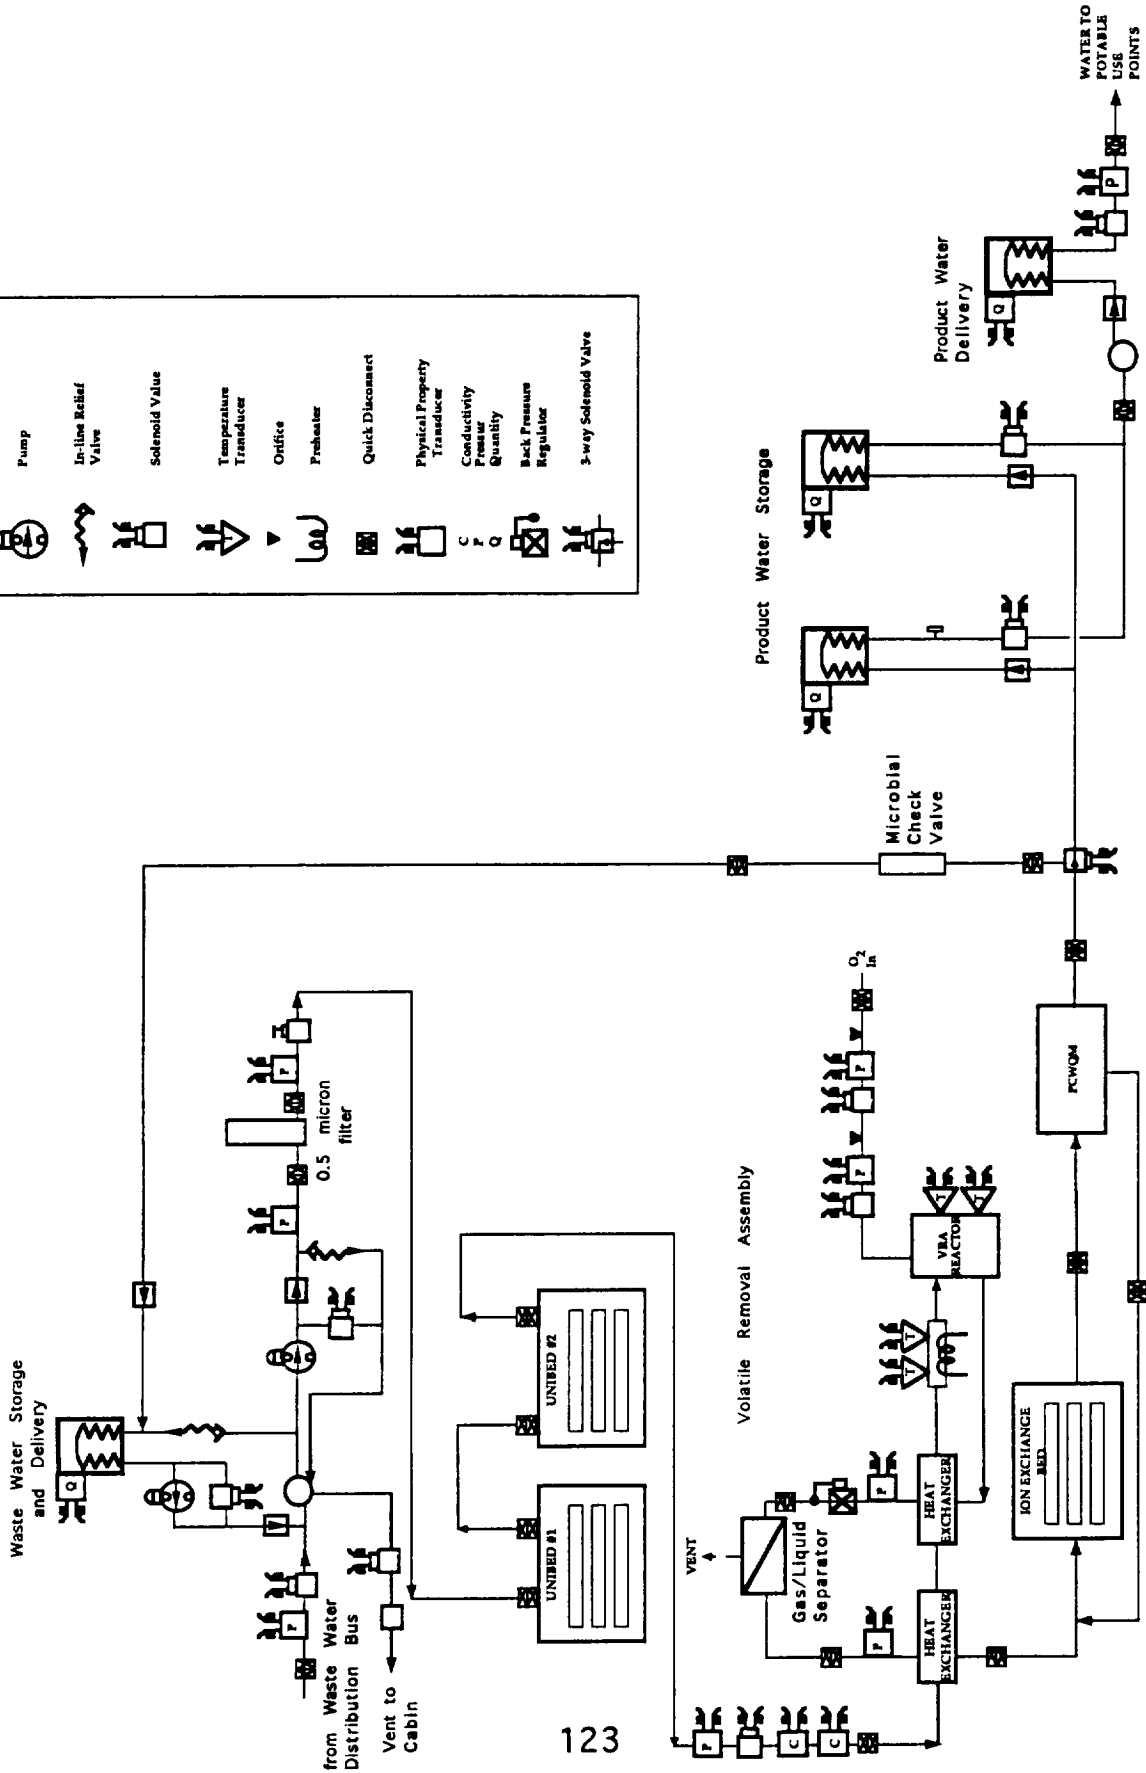 Pump
In-line Relief
Valve
Solenoid Value
Temperature
Transducer
Orifice
Preheater
Quick Disconnect
Physical Property
Transducer
C Conductivity
P Pressur
Q Quantity
Back Pressure
Regulator
3-way Solenoid Valve
Waste Water Storage
and Delivery
Q
P
from Waste Water
Distribution Bus
Vent to
Cabin
P
0.5 micron
filter
P
UNIBED #1
UNIBED #2
P
C
C
Volatile Removal Assembly
HEAT
EXCHANGER
HEAT
EXCHANGER
P
P
VENT
Gas/Liquid
Separator
T
T
VRA
REACTOR
T
T
P
P
O2
In
ION EXCHANGE
BED
PCWQM
Microbial
Check
Valve
Product Water Storage
Q
Q
Product Water
Delivery
Q
P
WATER TO
POTABLE
USE
POINTS
123